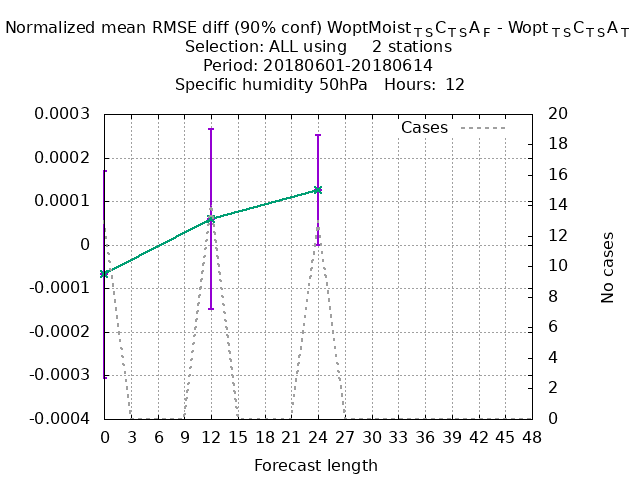 Normalized mean RMSE diff (90% conf) WoptMoist T S C T S A F - Wopt T S C T S A T
Selection: ALL using 2 stations
Period: 20180601-20180614
Specific humidity 50hPa Hours: 12
Cases
0.0003
0.0002
0.0001
0
-0.0001
-0.0002
-0.0003
-0.0004
20
18
16
14
12
10
8
6
4
2
0
No cases
0 3 6 9 12 15 18 21 24 27 30 33 36 39 42 45 48
Forecast length